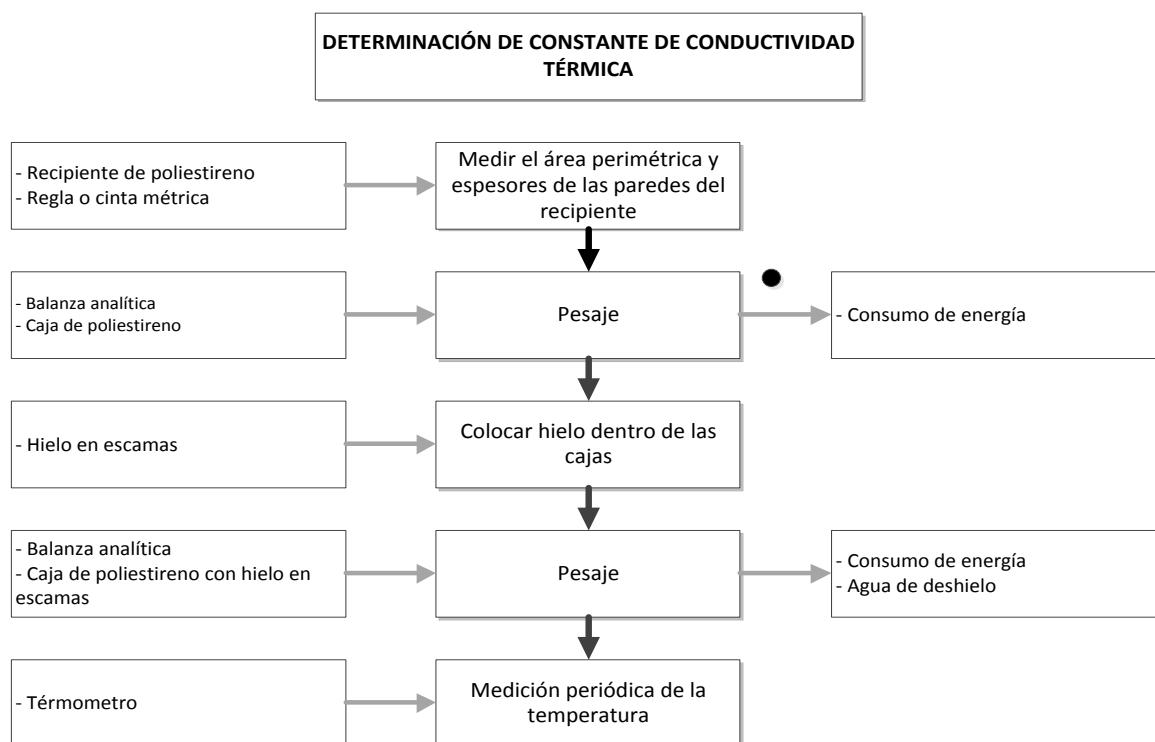 DETERMINACIÓN DE CONSTANTE DE CONDUCTIVIDAD
TÉRMICA
- Recipiente de poliestireno
- Regla o cinta métrica
Medir el área perimétrica y
espesores de las paredes del
recipiente
- Balanza analítica
- Caja de poliestireno
Pesaje
- Consumo de energía
- Hielo en escamas
Colocar hielo dentro de las
cajas
- Balanza analítica
- Caja de poliestireno con hielo en
escamas
Pesaje
- Consumo de energía
- Agua de deshielo
- Térmometro
Medición periódica de la
temperatura